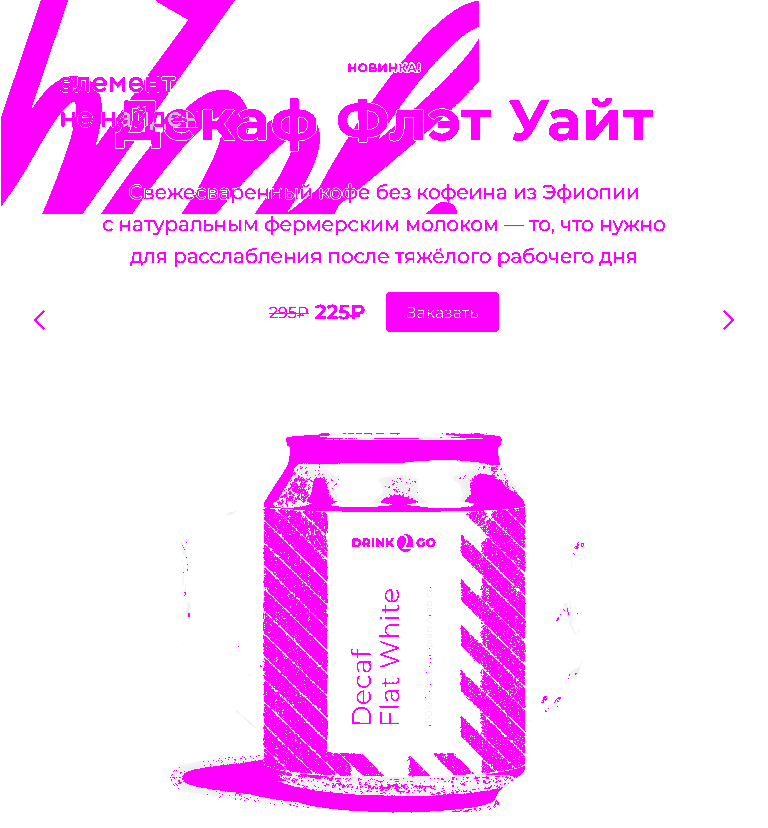 НОВИНКА!
элемент
не найден
Декаф Флэт Уайт
Свежесваренный кофе без кофеина из Эфиопии
с натуральным фермерским молоком — то, что нужно
для расслабления после тяжёлого рабочего дня
295₽ 225₽ Заказать
DRINK 2 GO
Decaf
Flat White